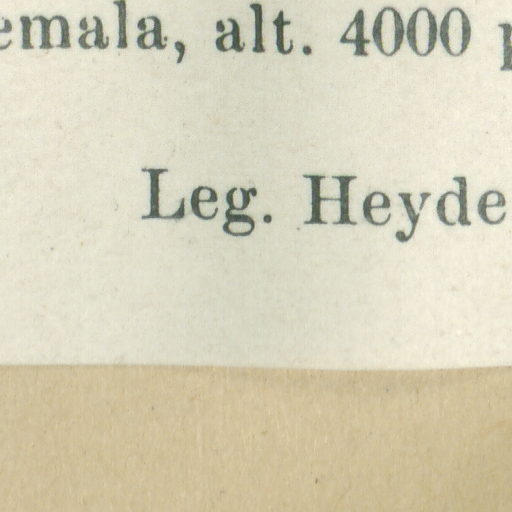 emala, alt. 4000 p
Leg. Heyde